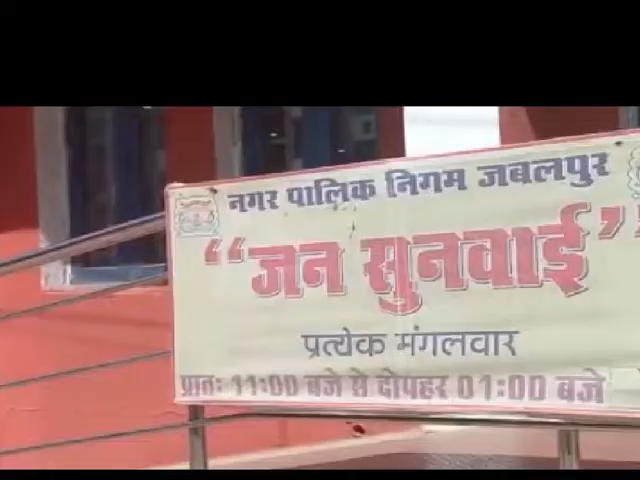 नगर पालिक निगम जबलपुर
“जन सुनवाई”
प्रत्येक मंगलवार
प्रातः 11:00 बजे से दोपहर 01:00 बजे